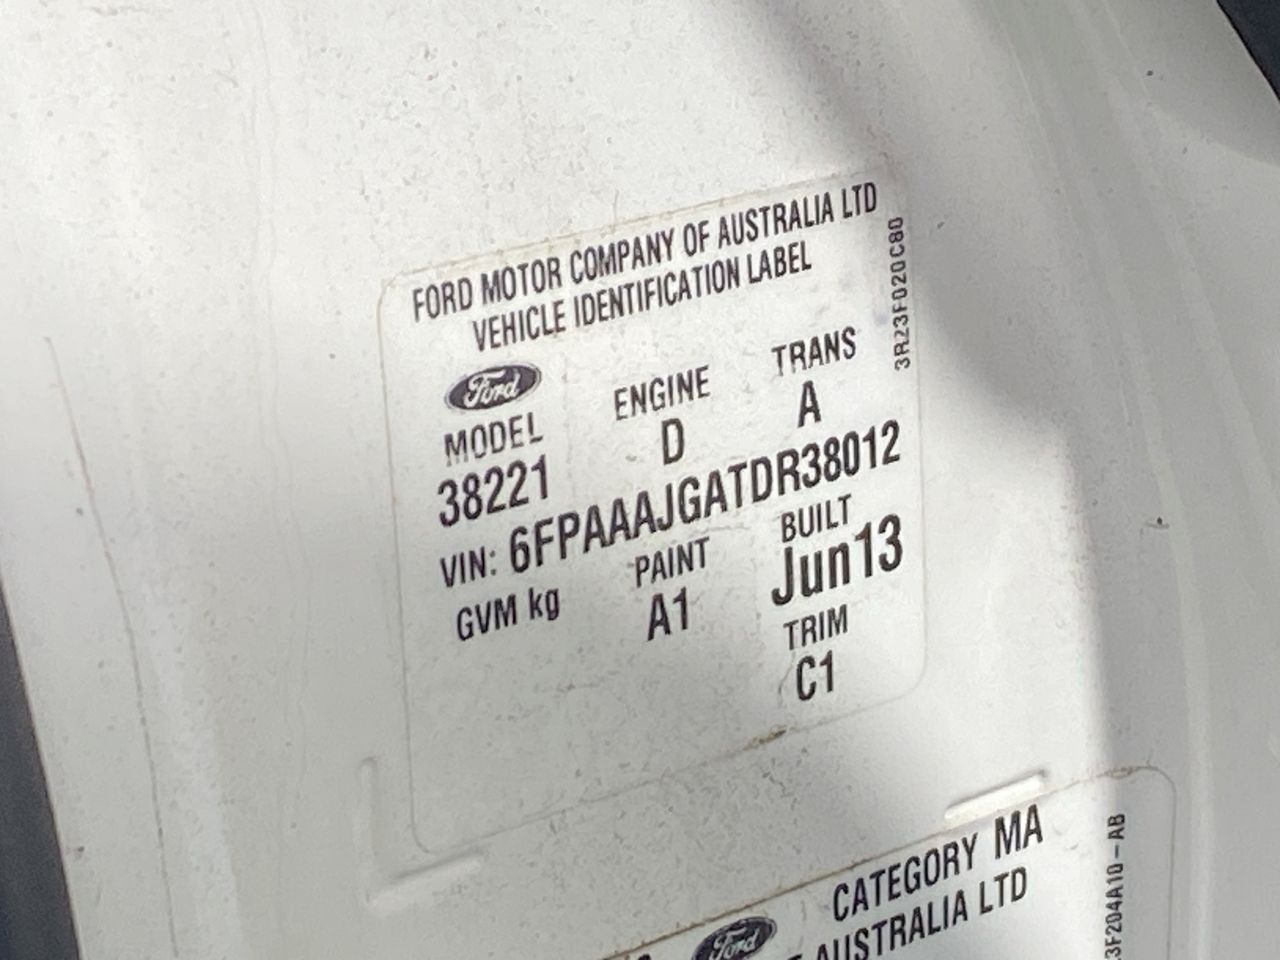 FORD MOTOR COMPANY OF AUSTRALIA LTD
VEHICLE IDENTIFICATION LABEL
3R23F020C80
Ford
ENGINE
TRANS
MODEL
D
A
38221
VIN: 6FPAAAJGATDR38012
GVM kg
PAINT
BUILT
A1
Jun13
TRIM
C1
CATEGORY MA
Ford
AUSTRALIA LTD
3F204A10-AB